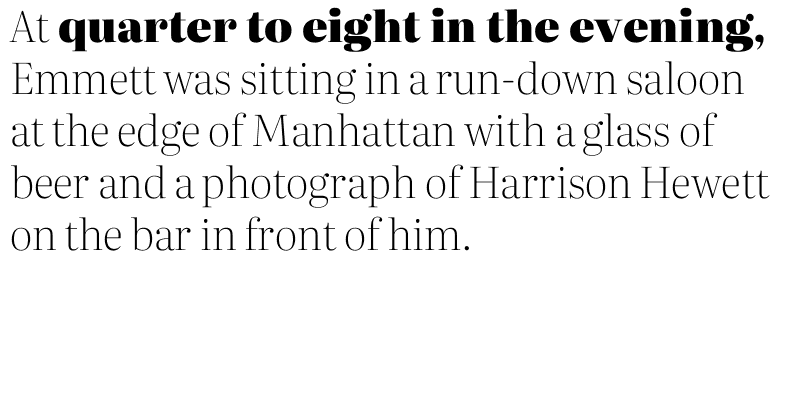 At quarter to eight in the evening,
Emmett was sitting in a run-down saloon
at the edge of Manhattan with a glass of
beer and a photograph of Harrison Hewett
on the bar in front of him.